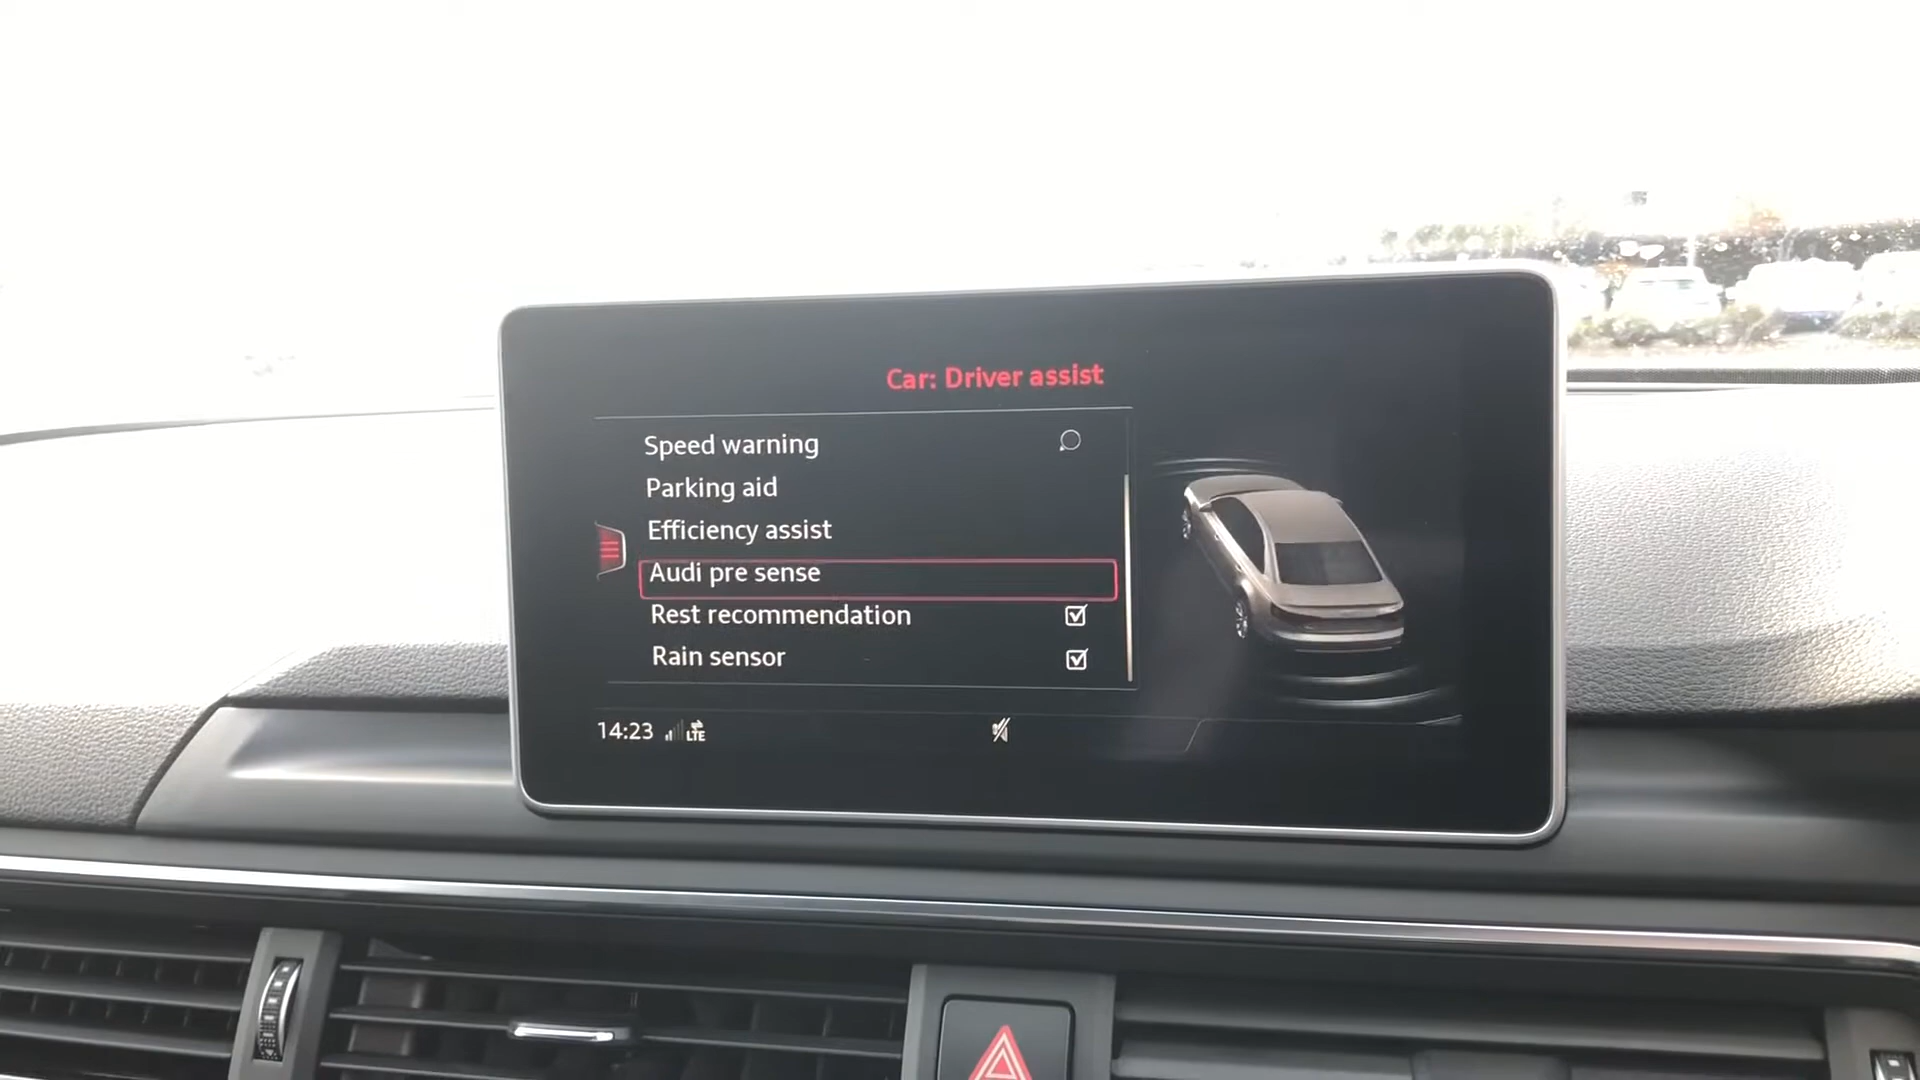 Car: Driver assist
Speed warning
Parking aid
Efficiency assist
Audi pre sense
Rest recommendation
Rain sensor
14:23 LTE